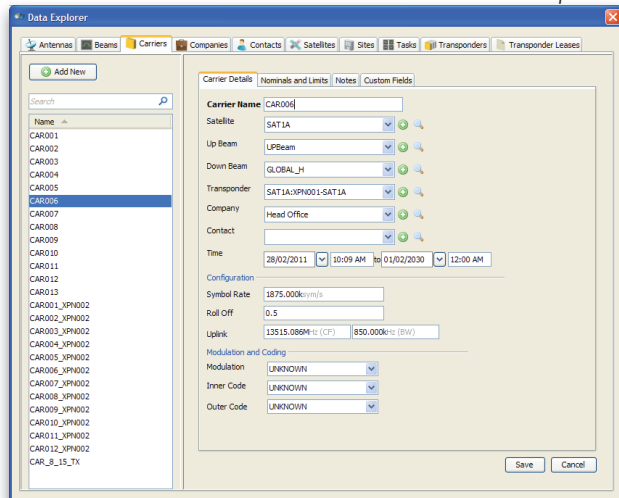 Data Explorer
Antennas Beams Carriers Companies Contacts Satellites Sites Tasks Transponders Transponder Leases
Add New
Search
Name
CAR001
CAR002
CAR003
CAR004
CAR005
CAR006
CAR007
CAR008
CAR009
CAR010
CAR011
CAR012
CAR013
CAR001_XPN002
CAR002_XPN002
CAR003_XPN002
CAR004_XPN002
CAR005_XPN002
CAR006_XPN002
CAR007_XPN002
CAR008_XPN002
CAR009_XPN002
CAR010_XPN002
CAR011_XPN002
CAR012_XPN002
CAR_8_15_TX
Carrier Details Nominals and Limits Notes Custom Fields
Carrier Name CAR006
Satellite SAT1A
Up Beam UPBeam
Down Beam GLOBAL_H
Transponder SAT1A:XPN001-SAT1A
Company Head Office
Contact
Time 28/02/2011 10:09 AM to 01/02/2030 12:00 AM
Configuration
Symbol Rate 1875.000ksym/s
Roll Off 0.5
Uplink 13515.086MHz (CF) 850.000kHz (BW)
Modulation and Coding
Modulation UNKNOWN
Inner Code UNKNOWN
Outer Code UNKNOWN
Save Cancel